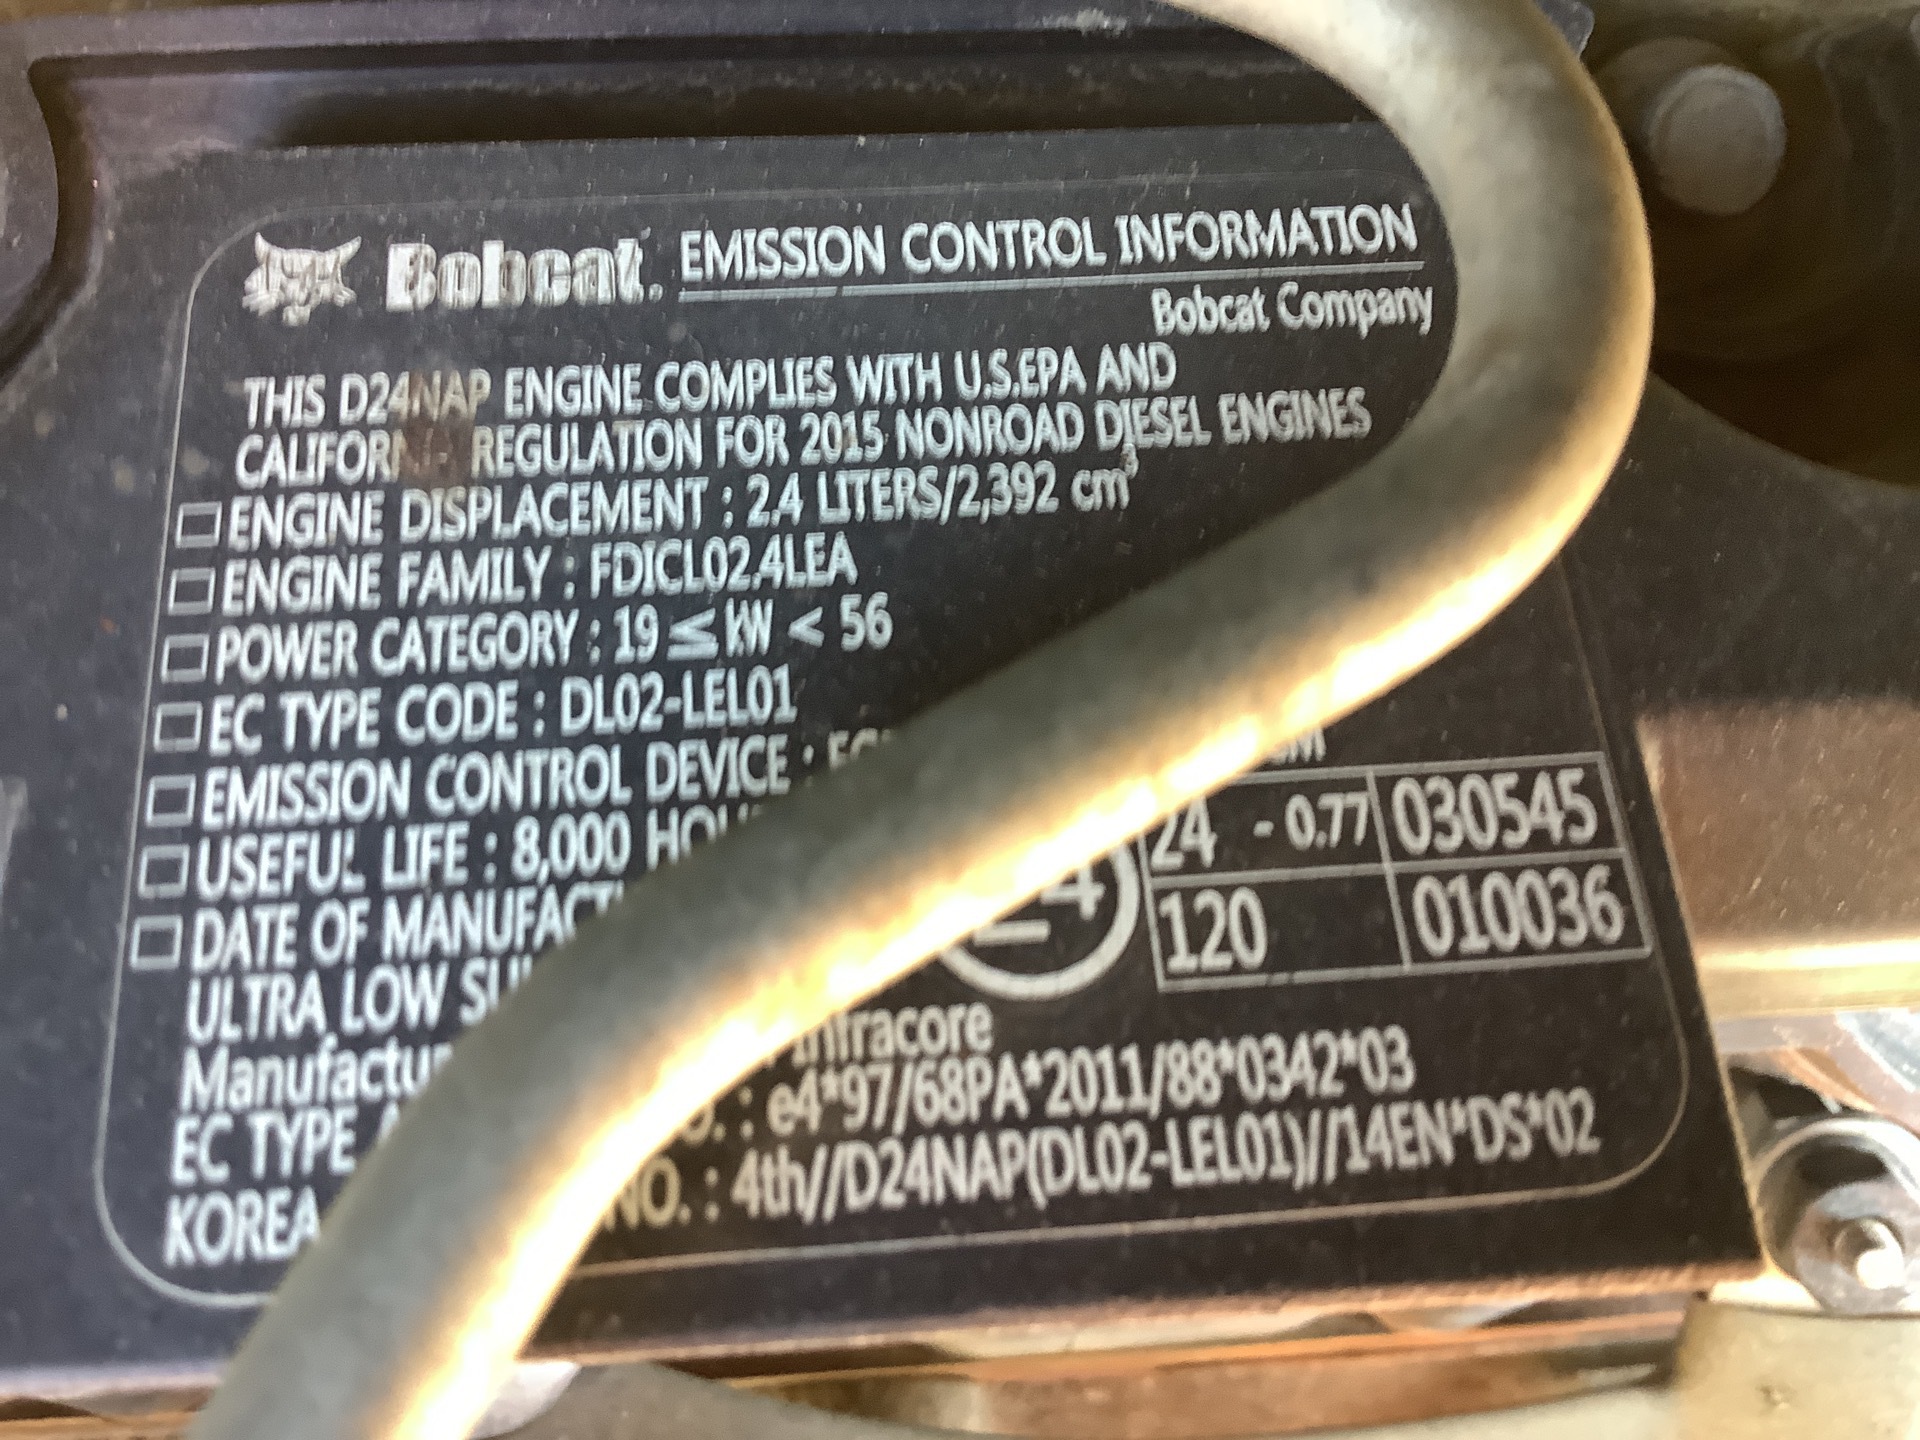 Bobcat. EMISSION CONTROL INFORMATION
Bobcat Company
THIS D24NAP ENGINE COMPLIES WITH U.S.EPA AND
REGULATION FOR 2015 NONROAD DIESEL ENGINES
ENGINE DISPLACEMENT : 2.4 LITERS/2,392 cm³
ENGINE FAMILY : FDICL02.4LEA
POWER CATEGORY : 19 ≤ kW < 56
EC TYPE CODE : DL02-LEL01
EMISSION CONTROL DEVICE :
USEFUL LIFE : 8,000
DATE OF
24 - 0.77 030545
120 010036
ULTRA LOW
EC TYPE : e4*97/68PA*2011/88*0342*03
KOREA NO. : 4th//D24NAP(DL02-LEL01)//14EN*DS*02